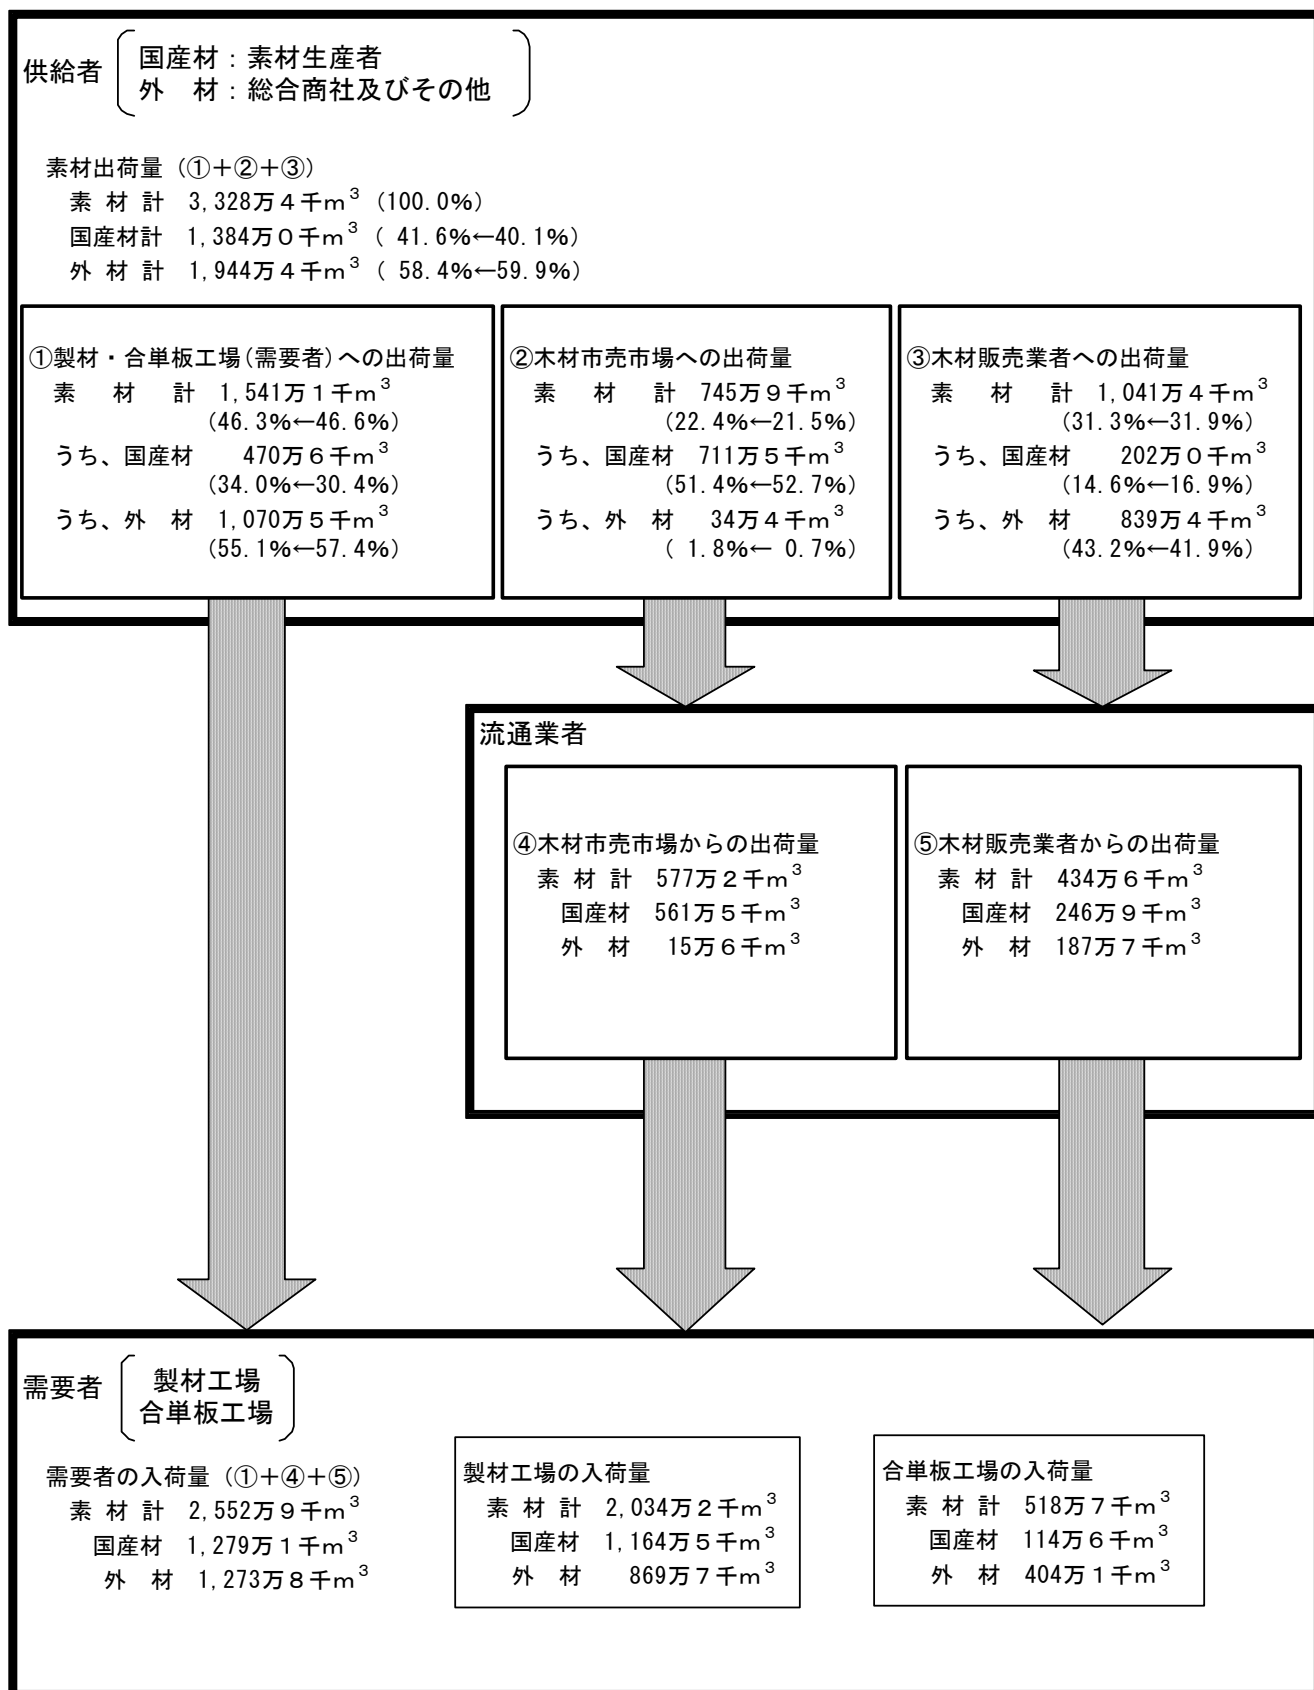 供給者
国産材：素材生産者
外　材：総合商社及びその他
素材出荷量（①＋②＋③）
素 材 計 3,328万４千ｍ³（100.0%）
国産材計 1,384万０千ｍ³（ 41.6%←40.1%）
外 材 計 1,944万４千ｍ³（ 58.4%←59.9%）
①製材・合単板工場(需要者)への出荷量
素　材　計 1,541万１千ｍ³
（46.3%←46.6%）
うち、国産材 470万６千ｍ³
（34.0%←30.4%）
うち、外　材 1,070万５千ｍ³
（55.1%←57.4%）
②木材市売市場への出荷量
素　材　計 745万９千ｍ³
（22.4%←21.5%）
うち、国産材 711万５千ｍ³
（51.4%←52.7%）
うち、外　材 34万４千ｍ³
（ 1.8%← 0.7%）
③木材販売業者への出荷量
素　材　計 1,041万４千ｍ³
（31.3%←31.9%）
うち、国産材 202万０千ｍ³
（14.6%←16.9%）
うち、外　材 839万４千ｍ³
（43.2%←41.9%）
流通業者
④木材市売市場からの出荷量
素 材 計 577万２千ｍ³
国産材 561万５千ｍ³
外　材 15万６千ｍ³
⑤木材販売業者からの出荷量
素 材 計 434万６千ｍ³
国産材 246万９千ｍ³
外　材 187万７千ｍ³
需要者
製材工場
合単板工場
需要者の入荷量（①＋④＋⑤）
素 材 計 2,552万９千ｍ³
国産材 1,279万１千ｍ³
外　材 1,273万８千ｍ³
製材工場の入荷量
素 材 計 2,034万２千ｍ³
国産材 1,164万５千ｍ³
外　材 869万７千ｍ³
合単板工場の入荷量
素 材 計 518万７千ｍ³
国産材 114万６千ｍ³
外　材 404万１千ｍ³